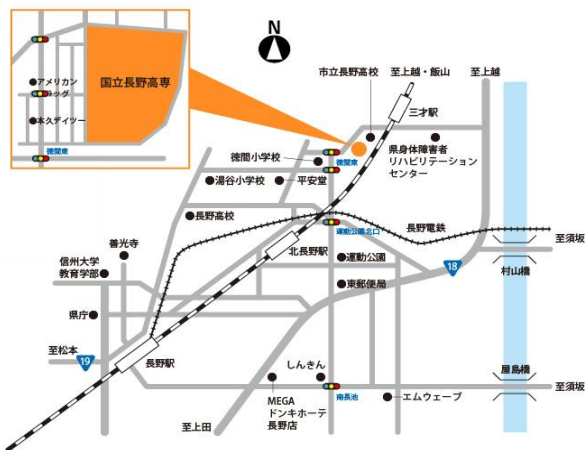 国立長野高専
アメリカン
ラッグ
本久デイツー
徳間東
N
市立長野高校
至上越・飯山
至上越
三才駅
徳間小学校
徳間東
県身体障害者
リハビリテーション
センター
湯谷小学校
平安堂
長野高校
運動公園北口
長野電鉄
至須坂
善光寺
北長野駅
信州大学
教育学部
運動公園
18
村山橋
東郵便局
県庁
至松本
19
長野駅
しんきん
屋島橋
至須坂
MEGA
ドンキホーテ
長野店
南長池
エムウェーブ
至上田